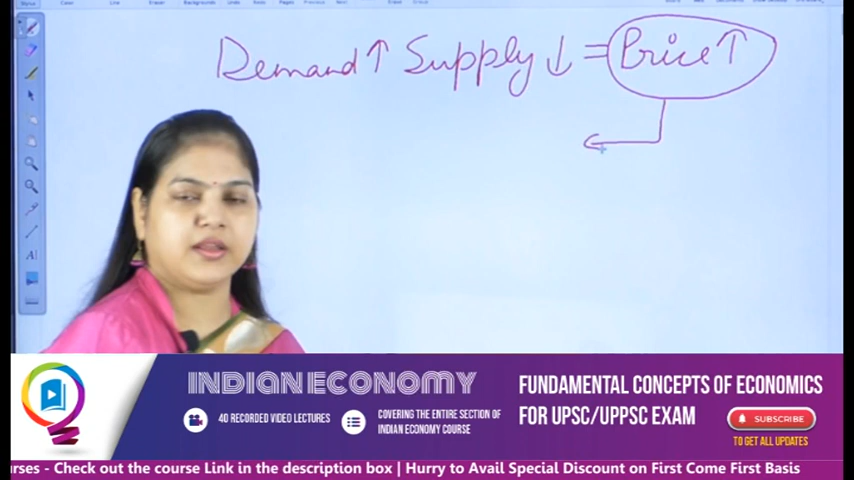 Demand↑ Supply↓ = Price↑
INDIAN ECONOMY
40 RECORDED VIDEO LECTURES
COVERING THE ENTIRE SECTION OF
INDIAN ECONOMY COURSE
FUNDAMENTAL CONCEPTS OF ECONOMICS
FOR UPSC/UPPSC EXAM
SUBSCRIBE
TO GET ALL UPDATES
urses - Check out the course Link in the description box | Hurry to Avail Special Discount on First Come First Basis